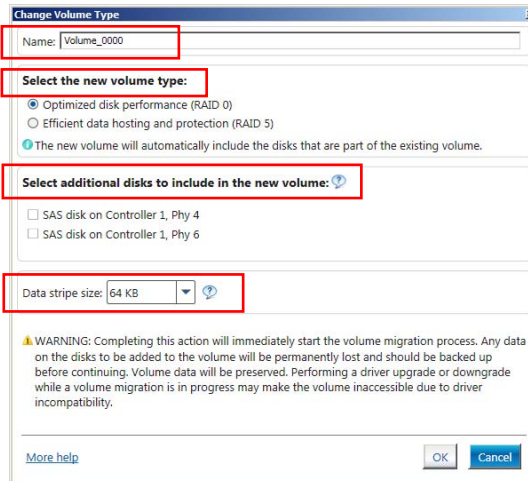 Change Volume Type
Name: Volume_0000
Select the new volume type:
Optimized disk performance (RAID 0)
Efficient data hosting and protection (RAID 5)
The new volume will automatically include the disks that are part of the existing volume.
Select additional disks to include in the new volume:
SAS disk on Controller 1, Phy 4
SAS disk on Controller 1, Phy 6
Data stripe size: 64 KB
WARNING: Completing this action will immediately start the volume migration process. Any data
on the disks to be added to the volume will be permanently lost and should be backed up
before continuing. Volume data will be preserved. Performing a driver upgrade or downgrade
while a volume migration is in progress may make the volume inaccessible due to driver
incompatibility.
More help
OK
Cancel